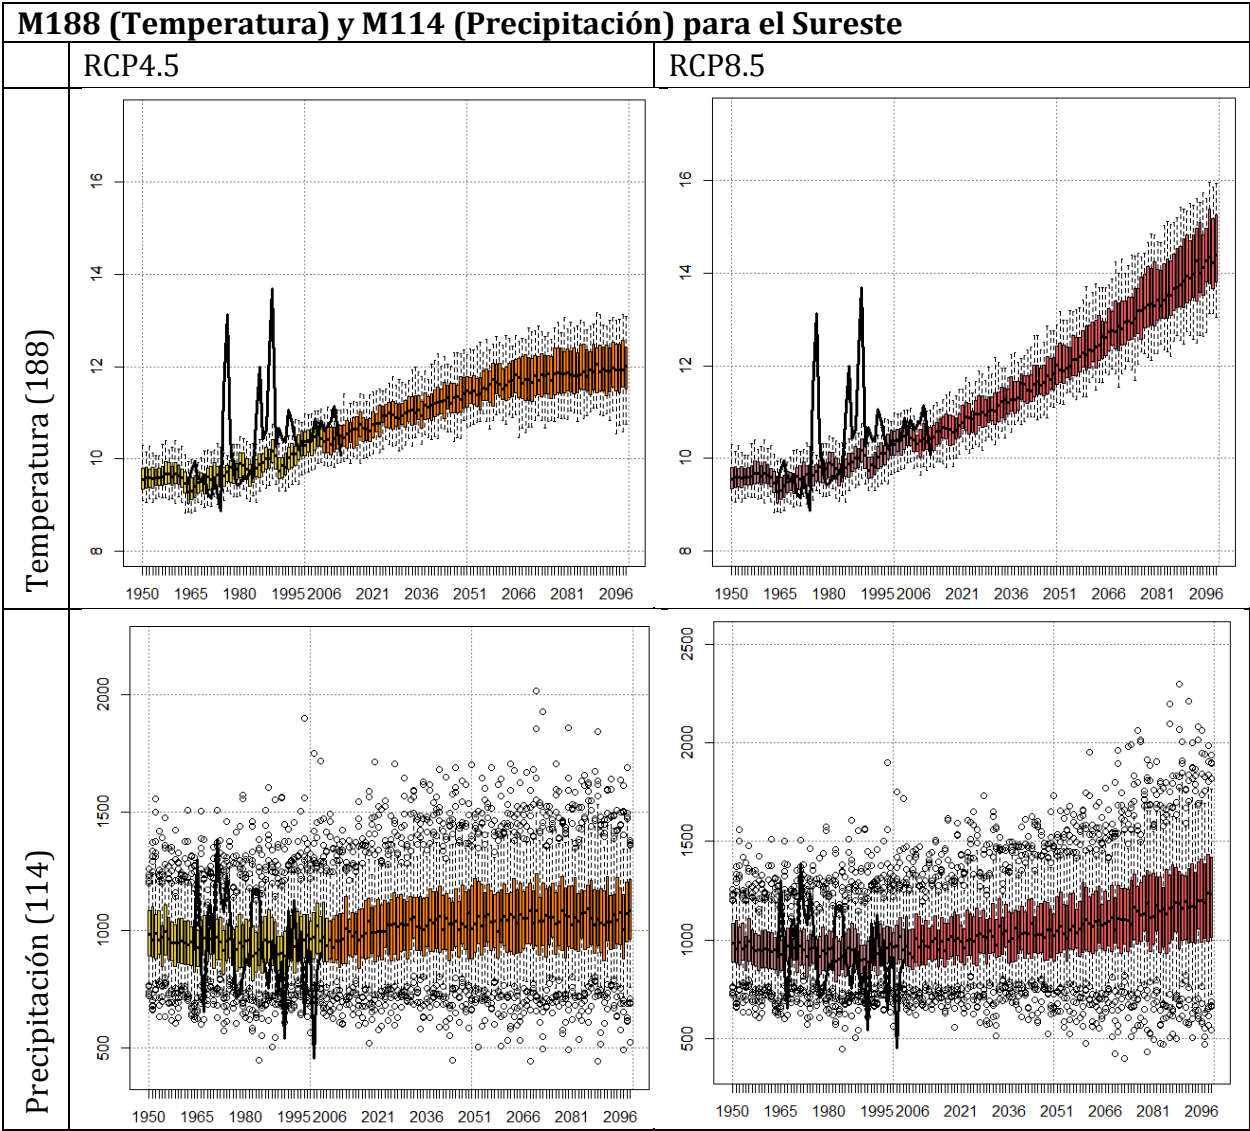 M188 (Temperatura) y M114 (Precipitación) para el Sureste
RCP4.5
RCP8.5
Temperatura (188)
16
14
12
10
8
1950 1965 1980 1995 2006 2021 2036 2051 2066 2081 2096
16
14
12
10
8
1950 1965 1980 1995 2006 2021 2036 2051 2066 2081 2096
Precipitación (114)
2000
1500
1000
500
1950 1965 1980 1995 2006 2021 2036 2051 2066 2081 2096
2500
2000
1500
1000
500
1950 1965 1980 1995 2006 2021 2036 2051 2066 2081 2096